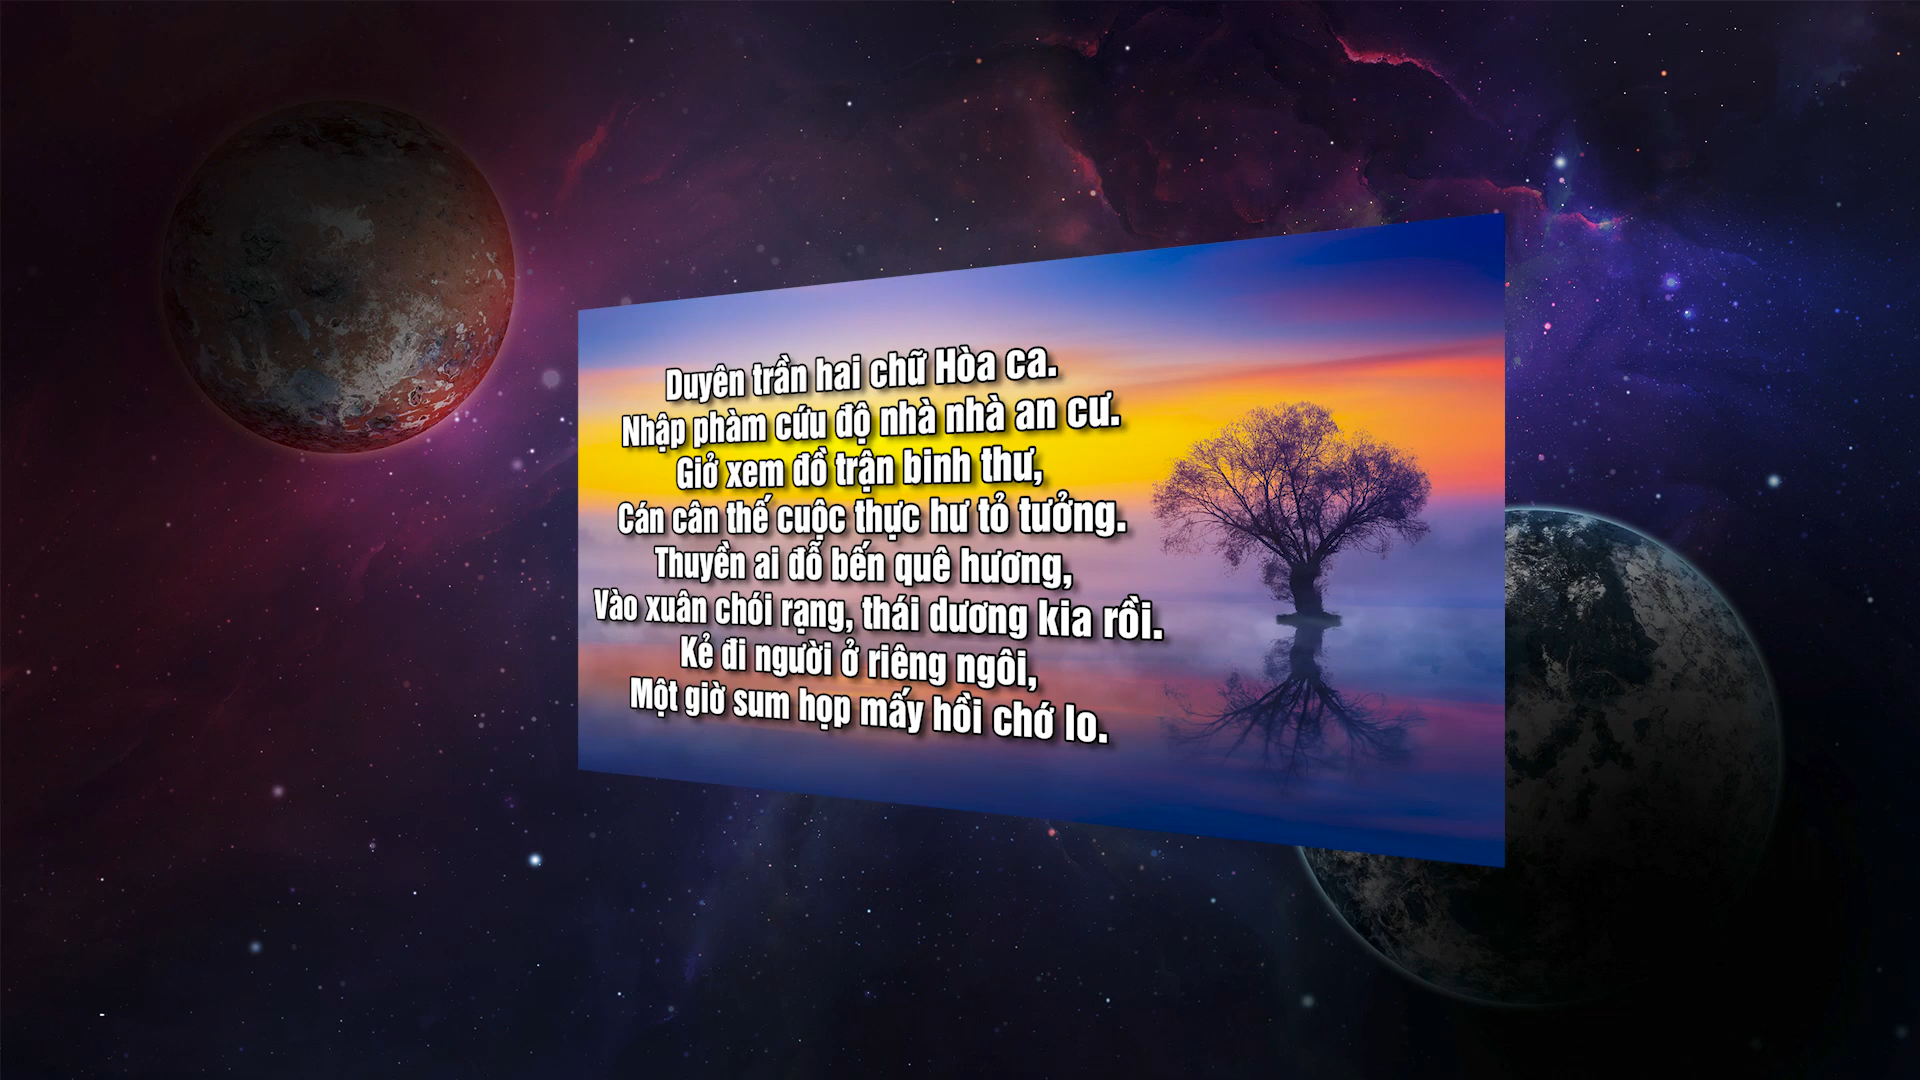 Duyên trần hai chữ Hòa ca.
Nhập phàm cứu độ nhà nhà an cư.
Giở xem đồ trận binh thư,
Cán cân thế cuộc thực hư tỏ tưởng.
Thuyền ai đỗ bến quê hương,
Vào xuân chói rạng, thái dương kia rồi.
Kẻ đi người ở riêng ngôi,
Một giờ sum họp mấy hồi chớ lo.